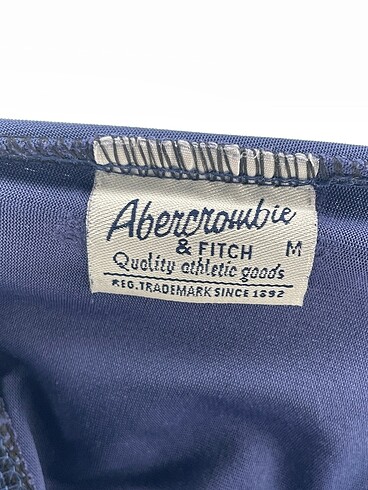 Abercrombie
& FITCH M
Quality athletic goods
REG. TRADEMARK SINCE 1892